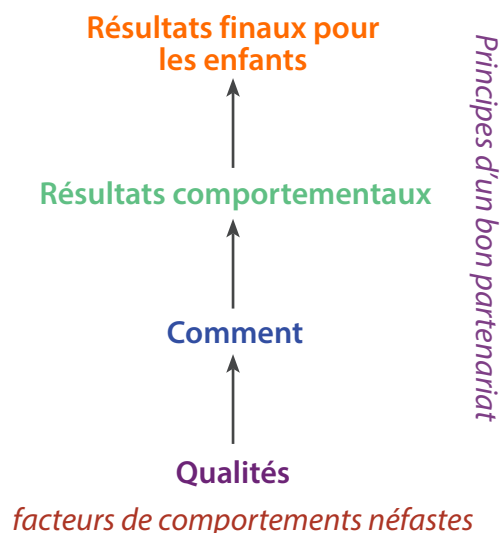 Résultats finaux pour
les enfants
Résultats comportementaux
Comment
Qualités
facteurs de comportements néfastes
Principes d'un bon partenariat